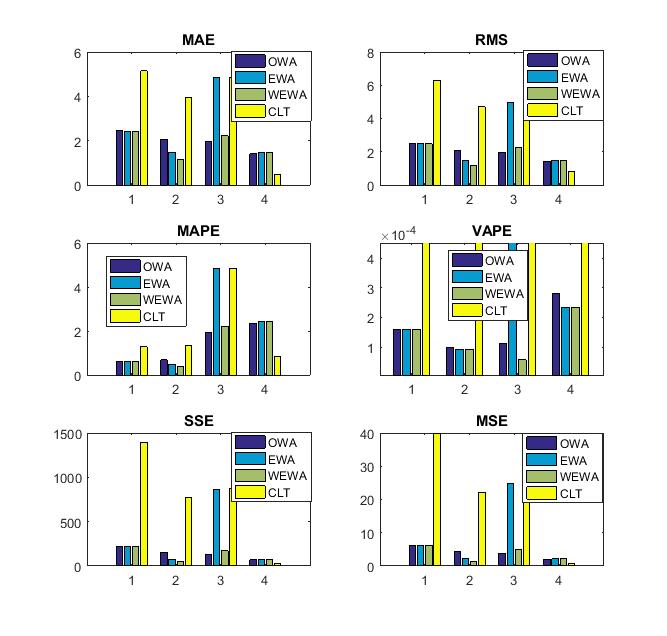 MAE
6
4
2
0
1 2 3 4
OWA
EWA
WEWA
CLT
RMS
8
6
4
2
0
1 2 3 4
OWA
EWA
WEWA
CLT
MAPE
6
4
2
0
1 2 3 4
OWA
EWA
WEWA
CLT
VAPE
×10-4
4
3
2
1
1 2 3 4
OWA
EWA
WEWA
CLT
SSE
1500
1000
500
0
1 2 3 4
OWA
EWA
WEWA
CLT
MSE
40
30
20
10
0
1 2 3 4
OWA
EWA
WEWA
CLT